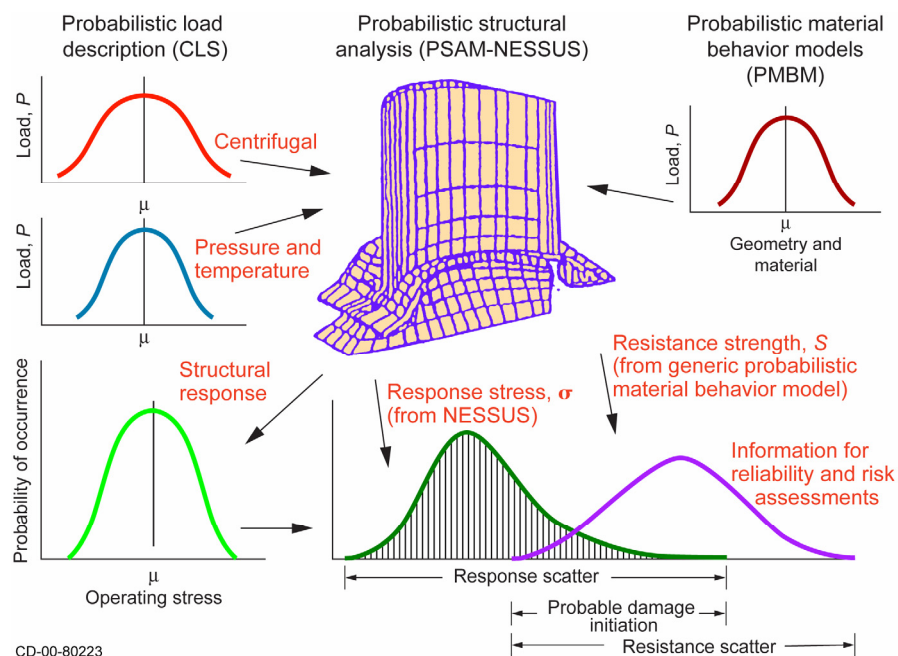 Probabilistic load
description (CLS)
Probabilistic structural
analysis (PSAM-NESSUS)
Probabilistic material
behavior models
(PMBM)
Load, P
Centrifugal
μ
Load, P
Pressure and
temperature
μ
Load, P
μ
Geometry and
material
Structural
response
Probability of occurrence
μ
Operating stress
Response stress, σ
(from NESSUS)
Resistance strength, S
(from generic probabilistic
material behavior model)
Information for
reliability and risk
assessments
Response scatter
Probable damage
initiation
Resistance scatter
CD-00-80223